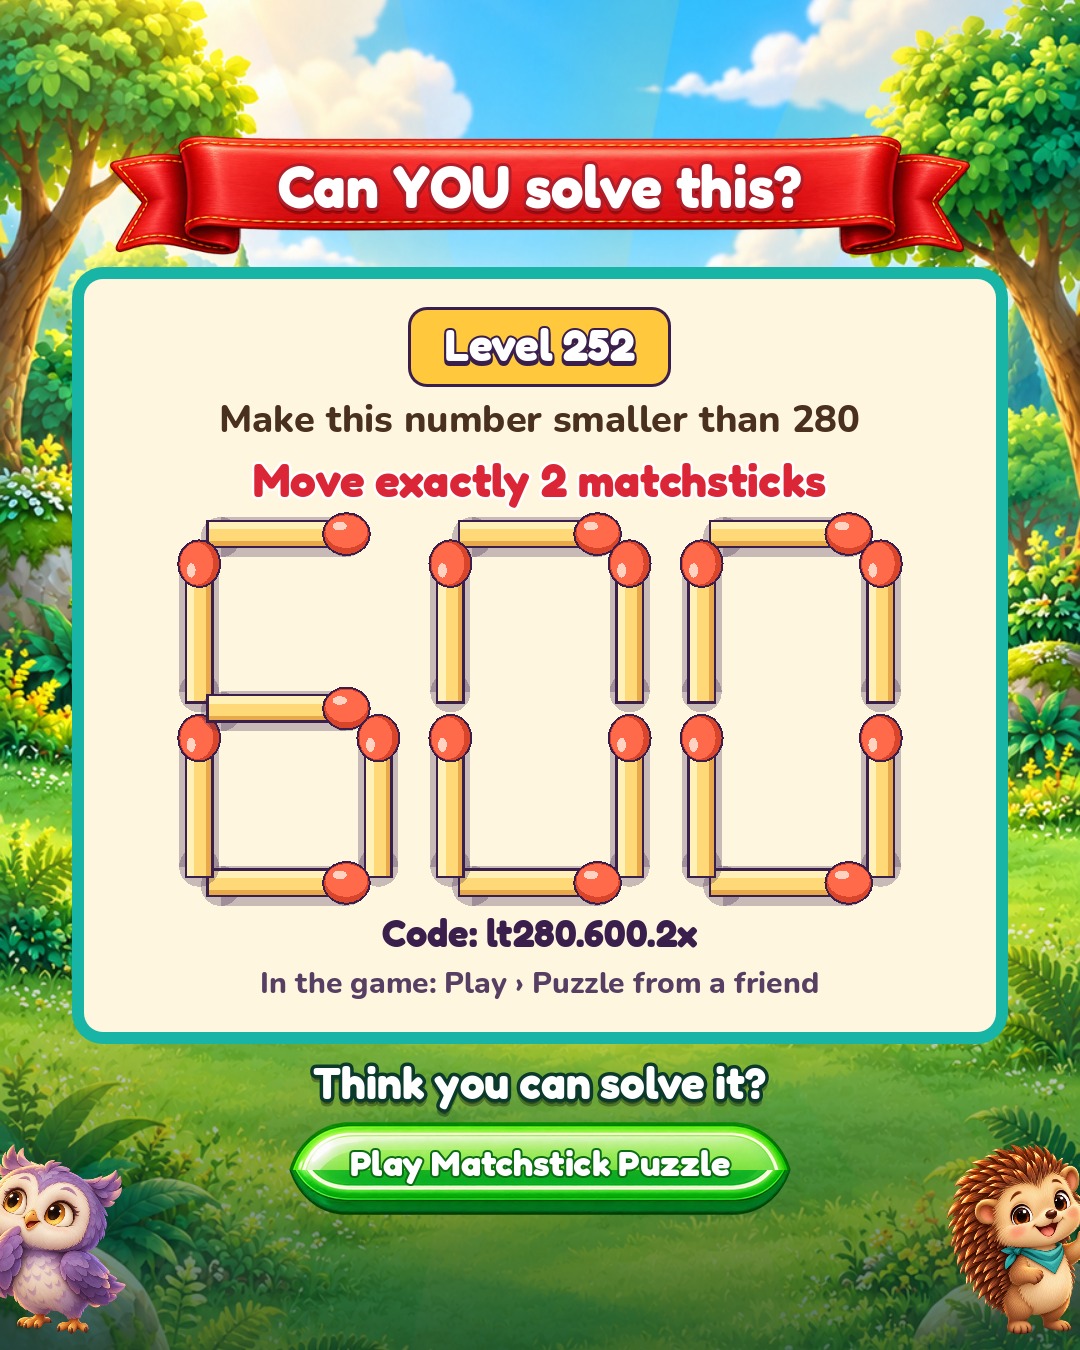 Can YOU solve this?
Level 252
Make this number smaller than 280
Move exactly 2 matchsticks
600
Code: lt280.600.2x
In the game: Play › Puzzle from a friend
Think you can solve it?
Play Matchstick Puzzle